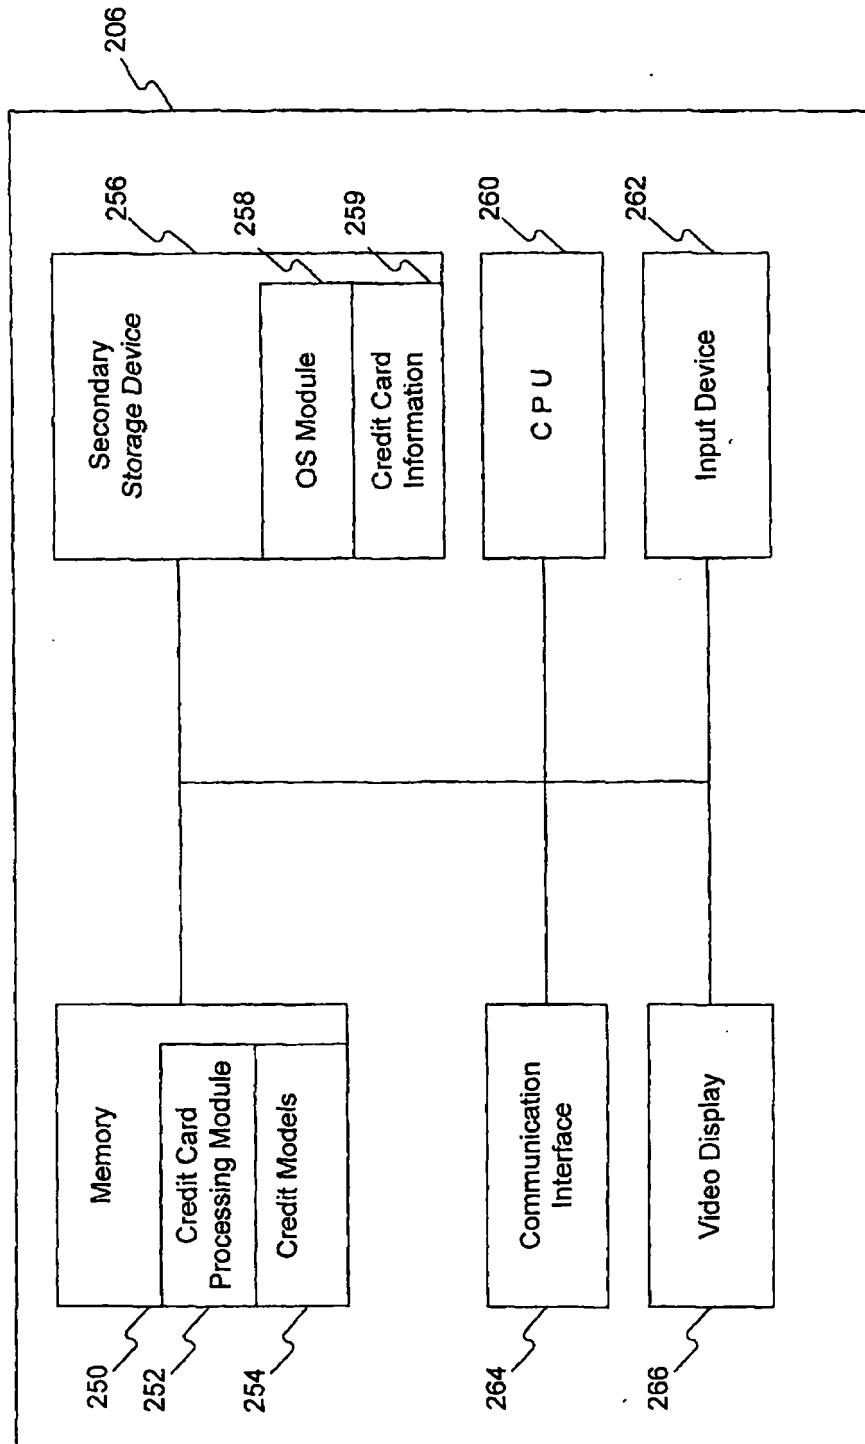 206
250
Memory
252
Credit Card
Processing Module
254
Credit Models
256
Secondary
Storage Device
258
OS Module
259
Credit Card
Information
264
Communication
Interface
260
C P U
266
Video Display
262
Input Device